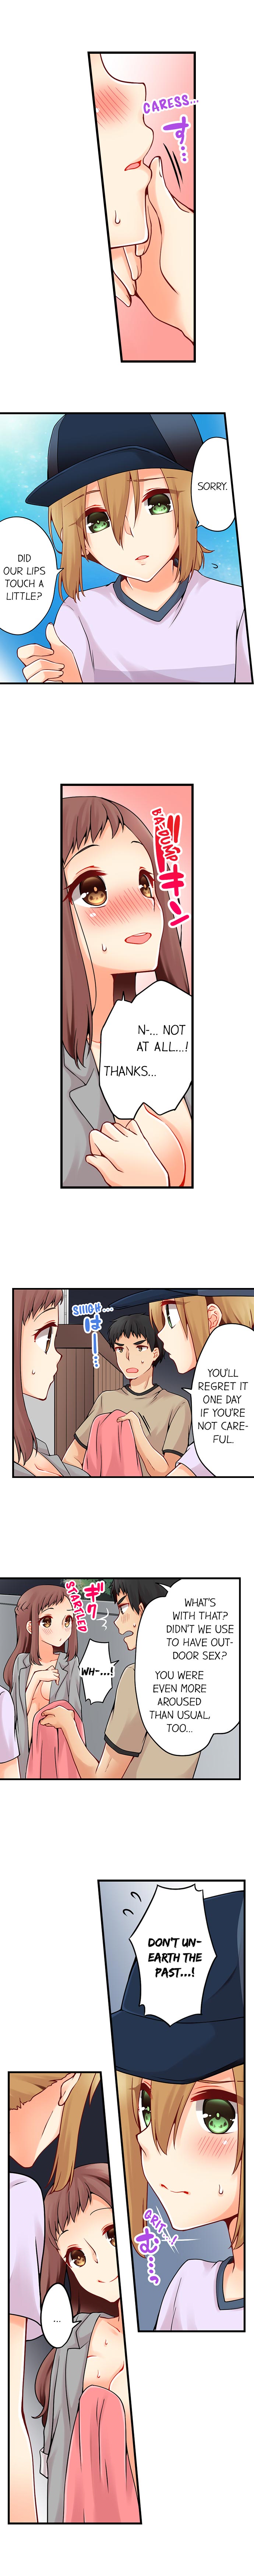 CARESS...
す…
SORRY.
DID
OUR LIPS
TOUCH A
LITTLE?
BA-DUMP
キン
N-... NOT
AT ALL...!
THANKS...
SIIIGH...
はー…
YOU'LL
REGRET IT
ONE DAY
IF YOU'RE
NOT CARE-
FUL.
WHAT'S
WITH THAT?
DIDN'T WE USE
TO HAVE OUT-
DOOR SEX?
YOU WERE
EVEN MORE
AROUSED
THAN USUAL,
TOO...
STARTLED
ギク
WH-...!
DON'T UN-
EARTH THE
PAST...!
GRIT...!
む……っ
...